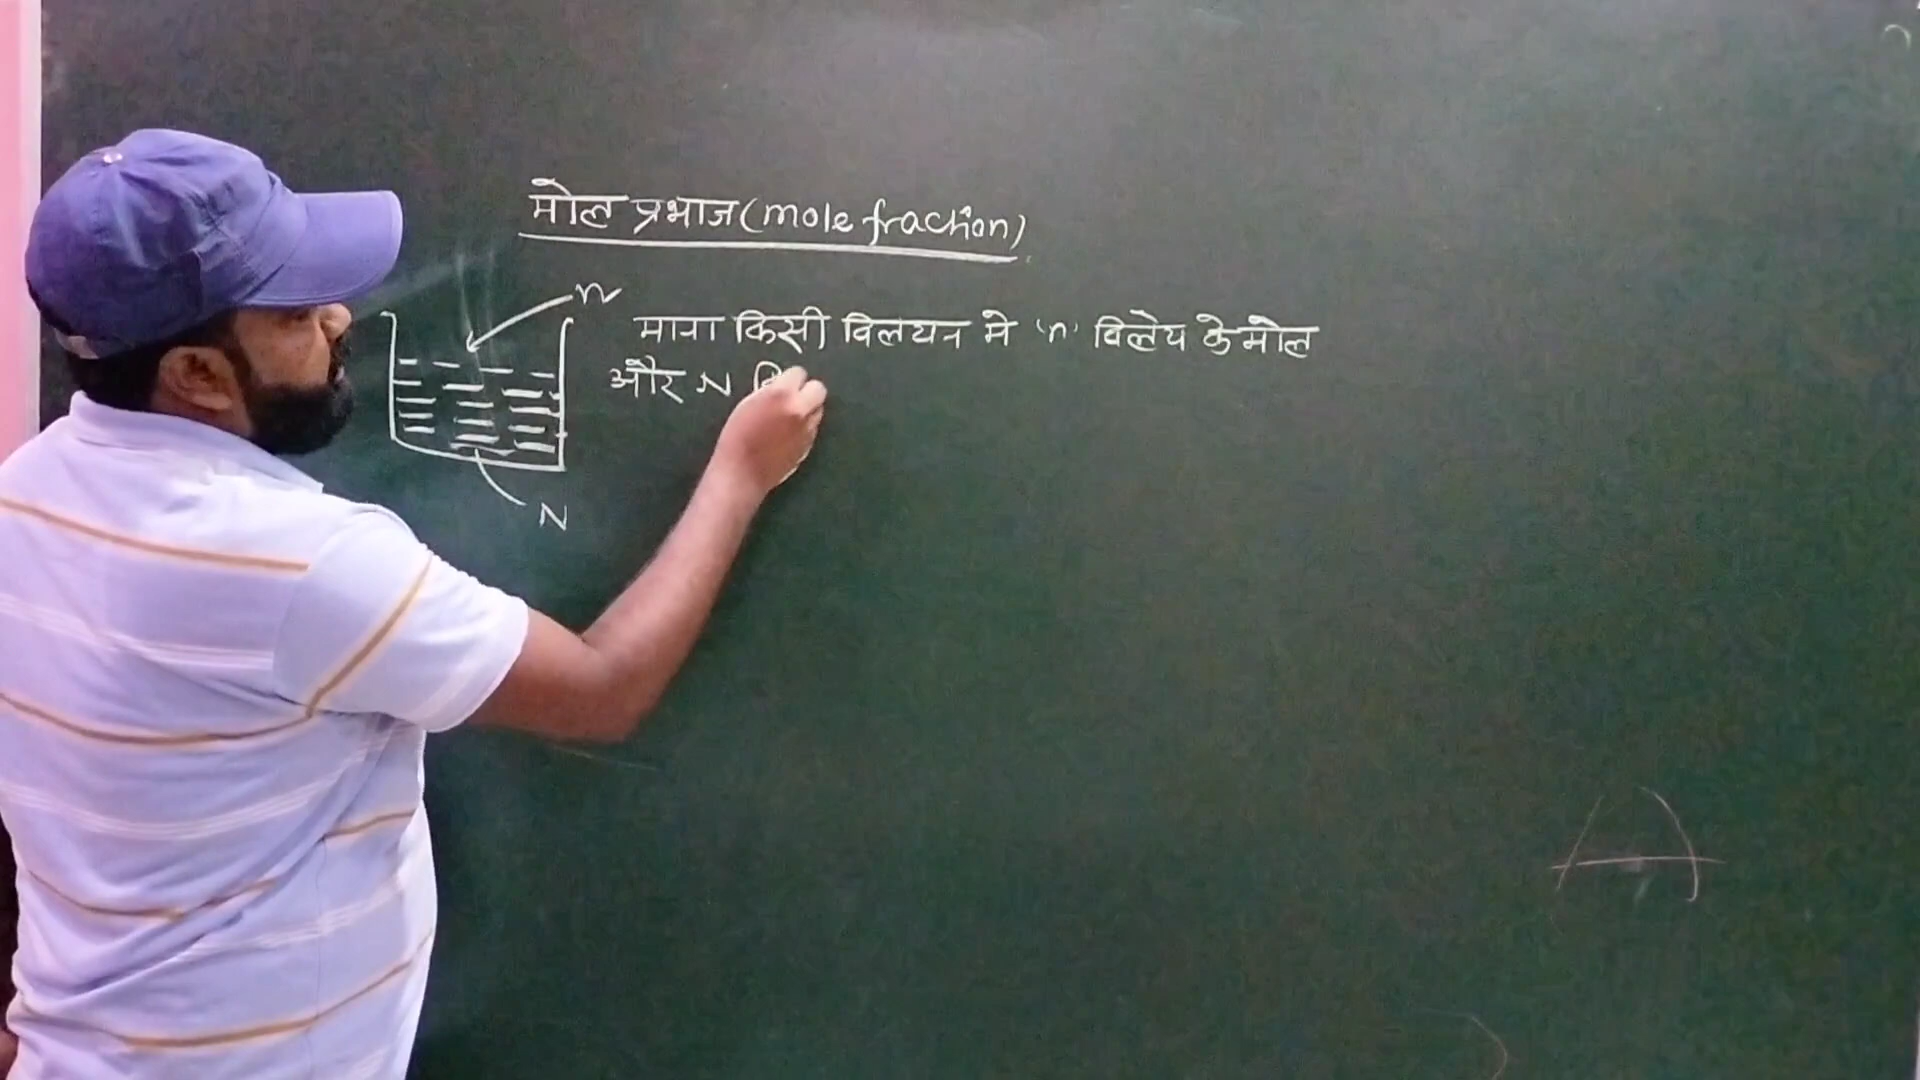 मोल प्रभाज (mole fraction)
n
माना किसी विलयन मे 'n' विलेय के मोल
और N
N